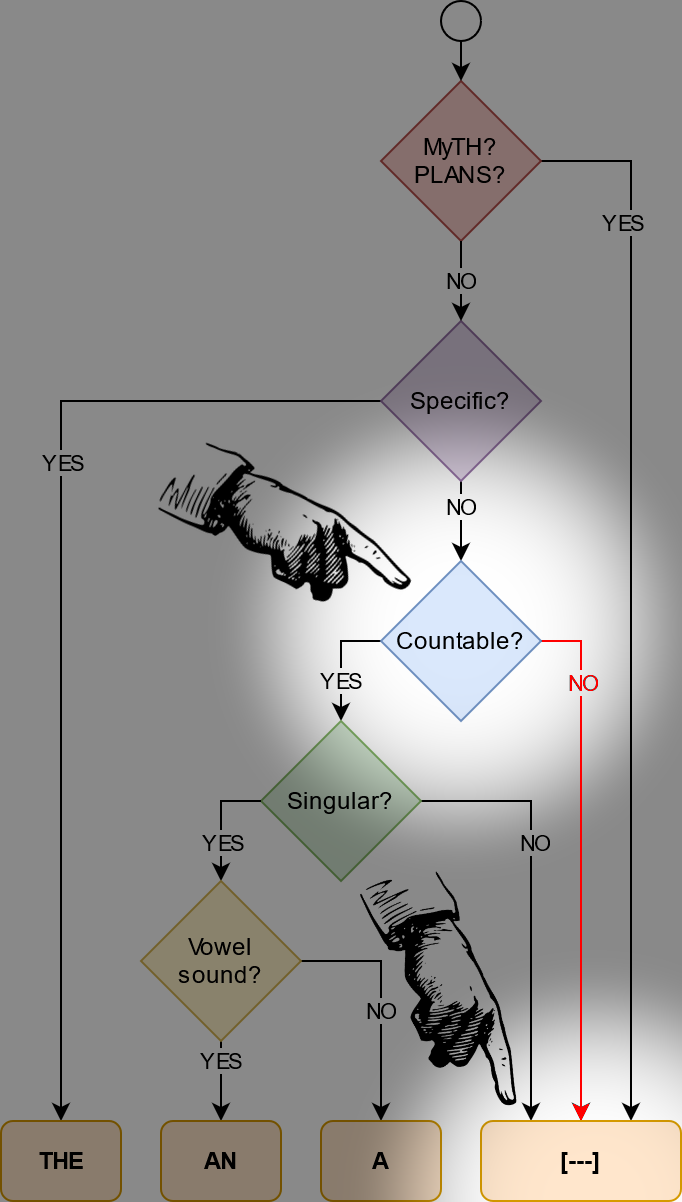 MyTH?
PLANS?
YES
NO
Specific?
YES
NO
Countable?
YES
NO
Singular?
YES
NO
Vowel
sound?
NO
YES
THE
AN
A
[---]